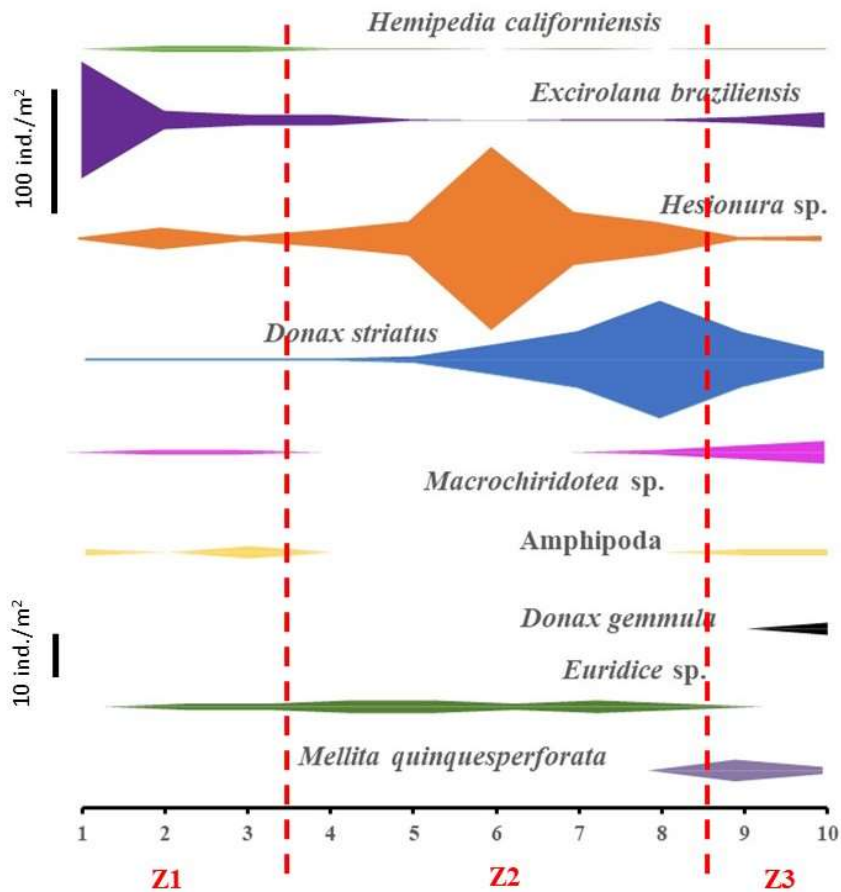 Hemipedia californiensis
Excirolana braziliensis
100 ind./m²
Hesionura sp.
Donax striatus
Macrochiridotea sp.
Amphipoda
Donax gemmula
10 ind./m²
Euridice sp.
Mellita quinquesperforata
1 2 3 4 5 6 7 8 9 10
Z1 Z2 Z3